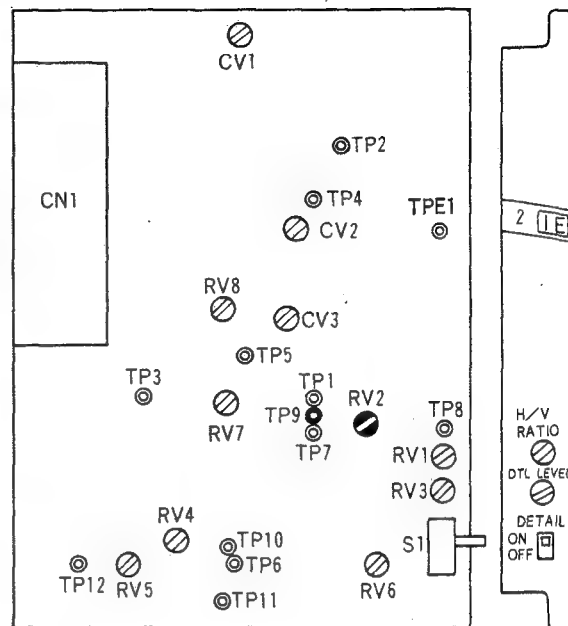 CV1
TP2
CN1
TP4
TPE1
2 IE
CV2
RV8
CV3
TP5
TP3
TP1
RV2
TP9
TP8
H/V
RATIO
RV7
TP7
RV1
DTL LEVEL
RV3
DETAIL
RV4
S1
ON
OFF
TP10
TP6
TP12
RV5
RV6
TP11